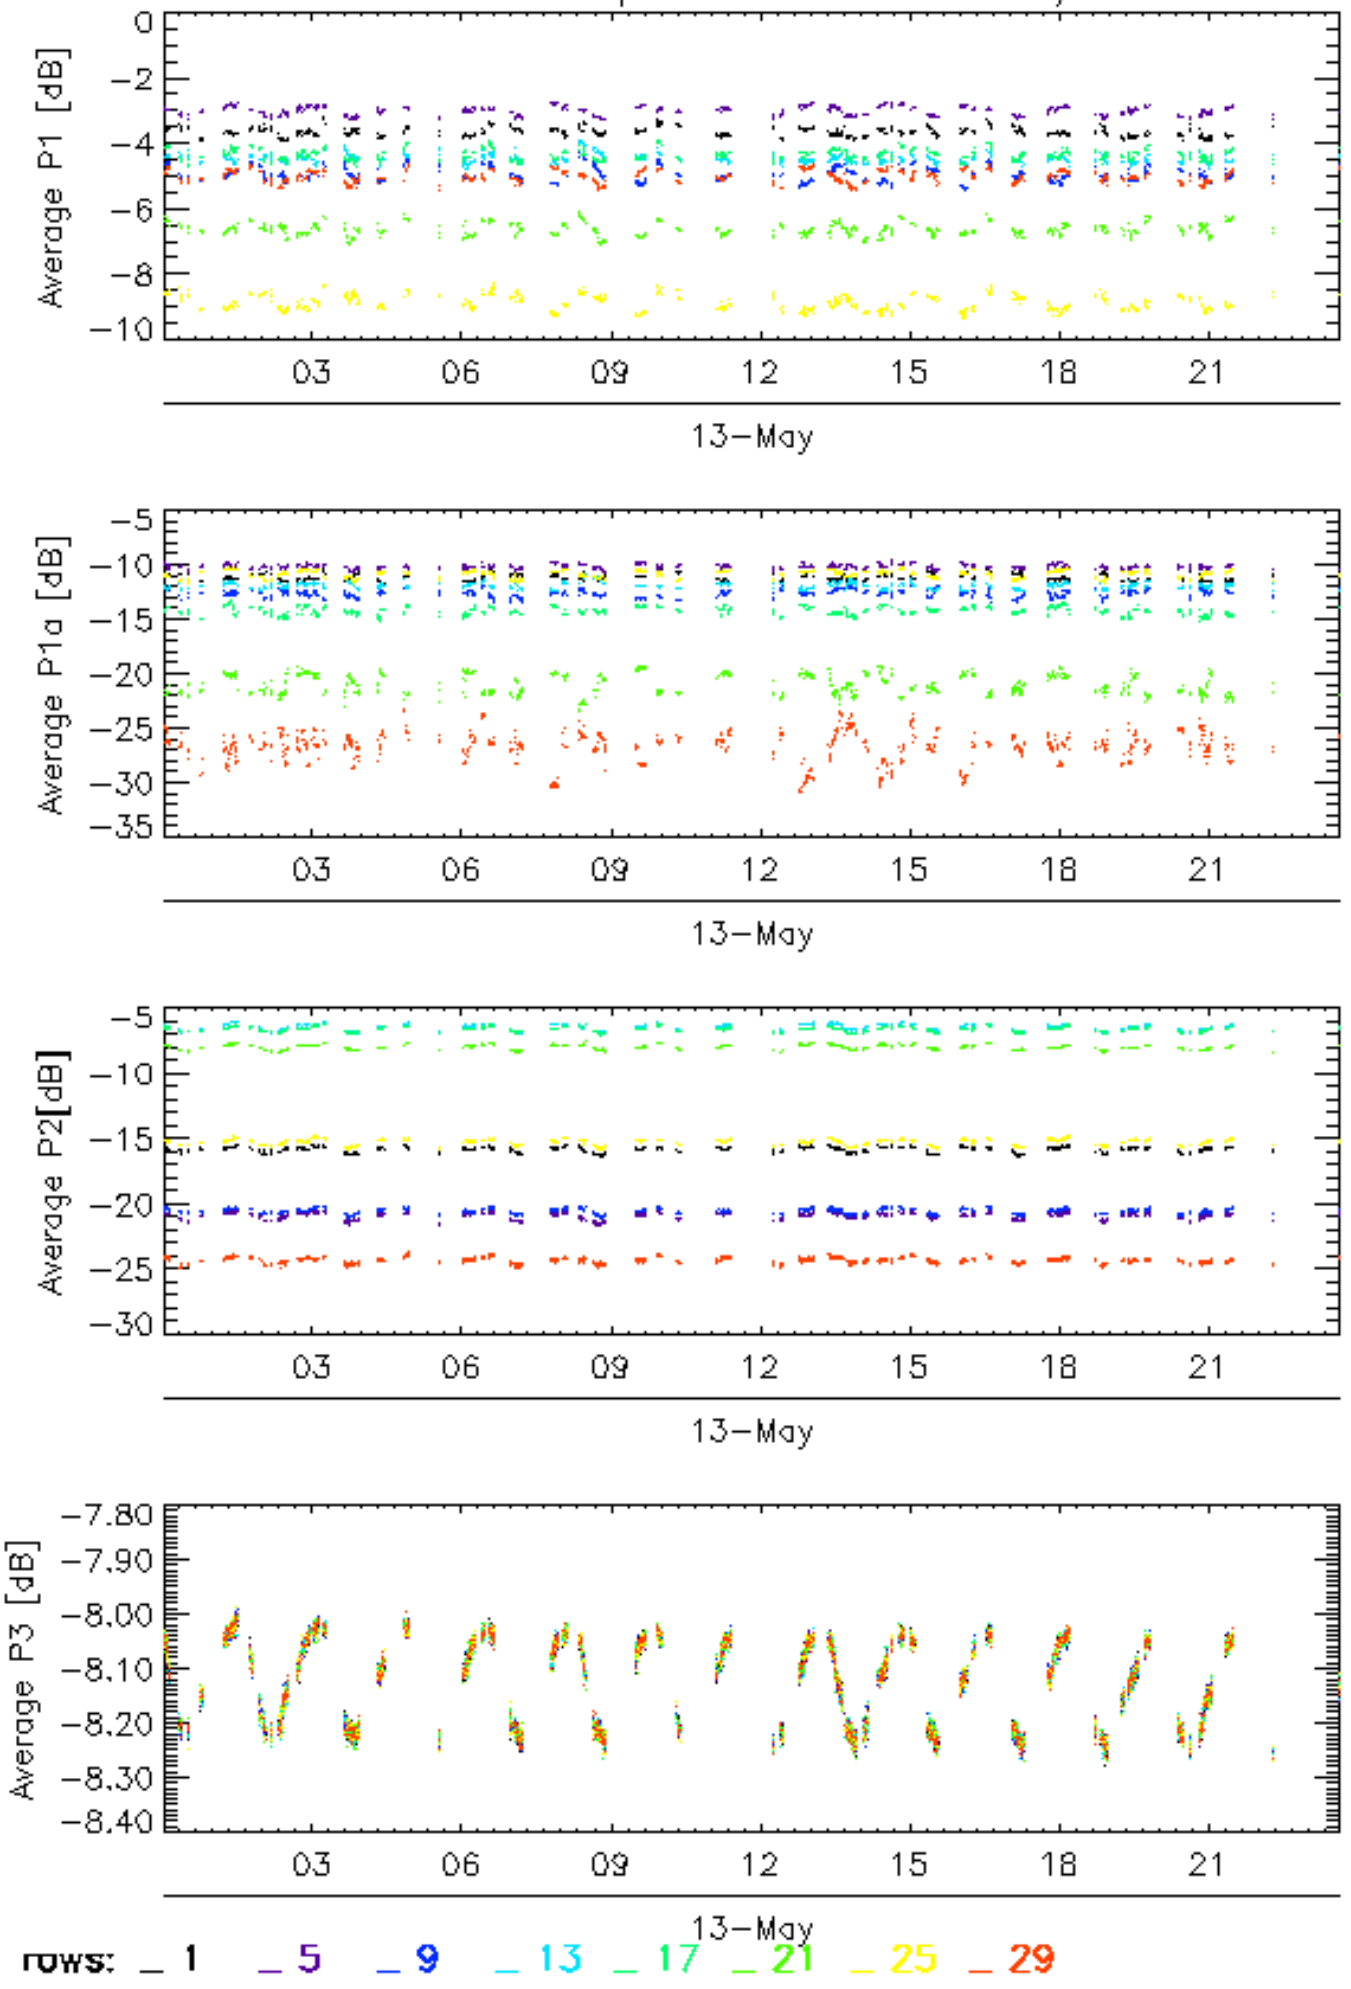 0
−2
−4
−6
−8
−10
Average P1 [dB]
03 06 09 12 15 18 21
13−May
−5
−10
−15
−20
−25
−30
−35
Average P1a [dB]
03 06 09 12 15 18 21
13−May
−5
−10
−15
−20
−25
−30
Average P2[dB]
03 06 09 12 15 18 21
13−May
−7.80
−7.90
−8.00
−8.10
−8.20
−8.30
−8.40
Average P3 [dB]
03 06 09 12 15 18 21
13−May
rows: _ 1 _ 5 _ 9 _ 13 _ 17 _ 21 _ 25 _ 29